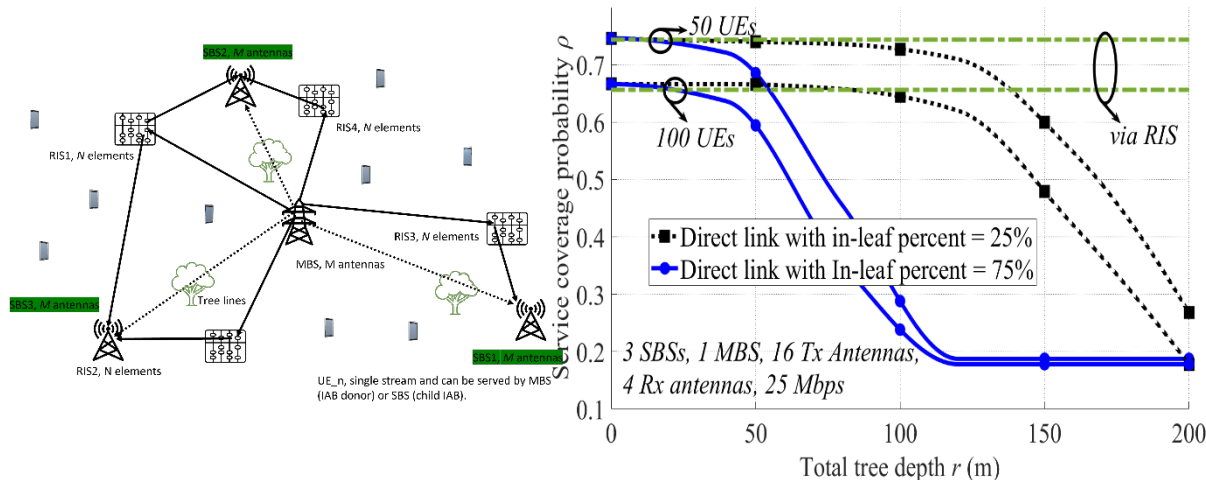 SBS2, M antennas
RIS1, N elements
RIS4, N elements
RIS3, N elements
MBS, M antennas
SBS3, M antennas
Tree lines
RIS2, N elements
SBS1, M antennas
UE_n, single stream and can be served by MBS
(IAB donor) or SBS (child IAB).
Service coverage probability ρ
0.7
0.6
0.5
0.4
0.3
0.2
0.1
50 UEs
100 UEs
via RIS
Direct link with in-leaf percent = 25%
Direct link with In-leaf percent = 75%
3 SBSs, 1 MBS, 16 Tx Antennas,
4 Rx antennas, 25 Mbps
0 50 100 150 200
Total tree depth r (m)